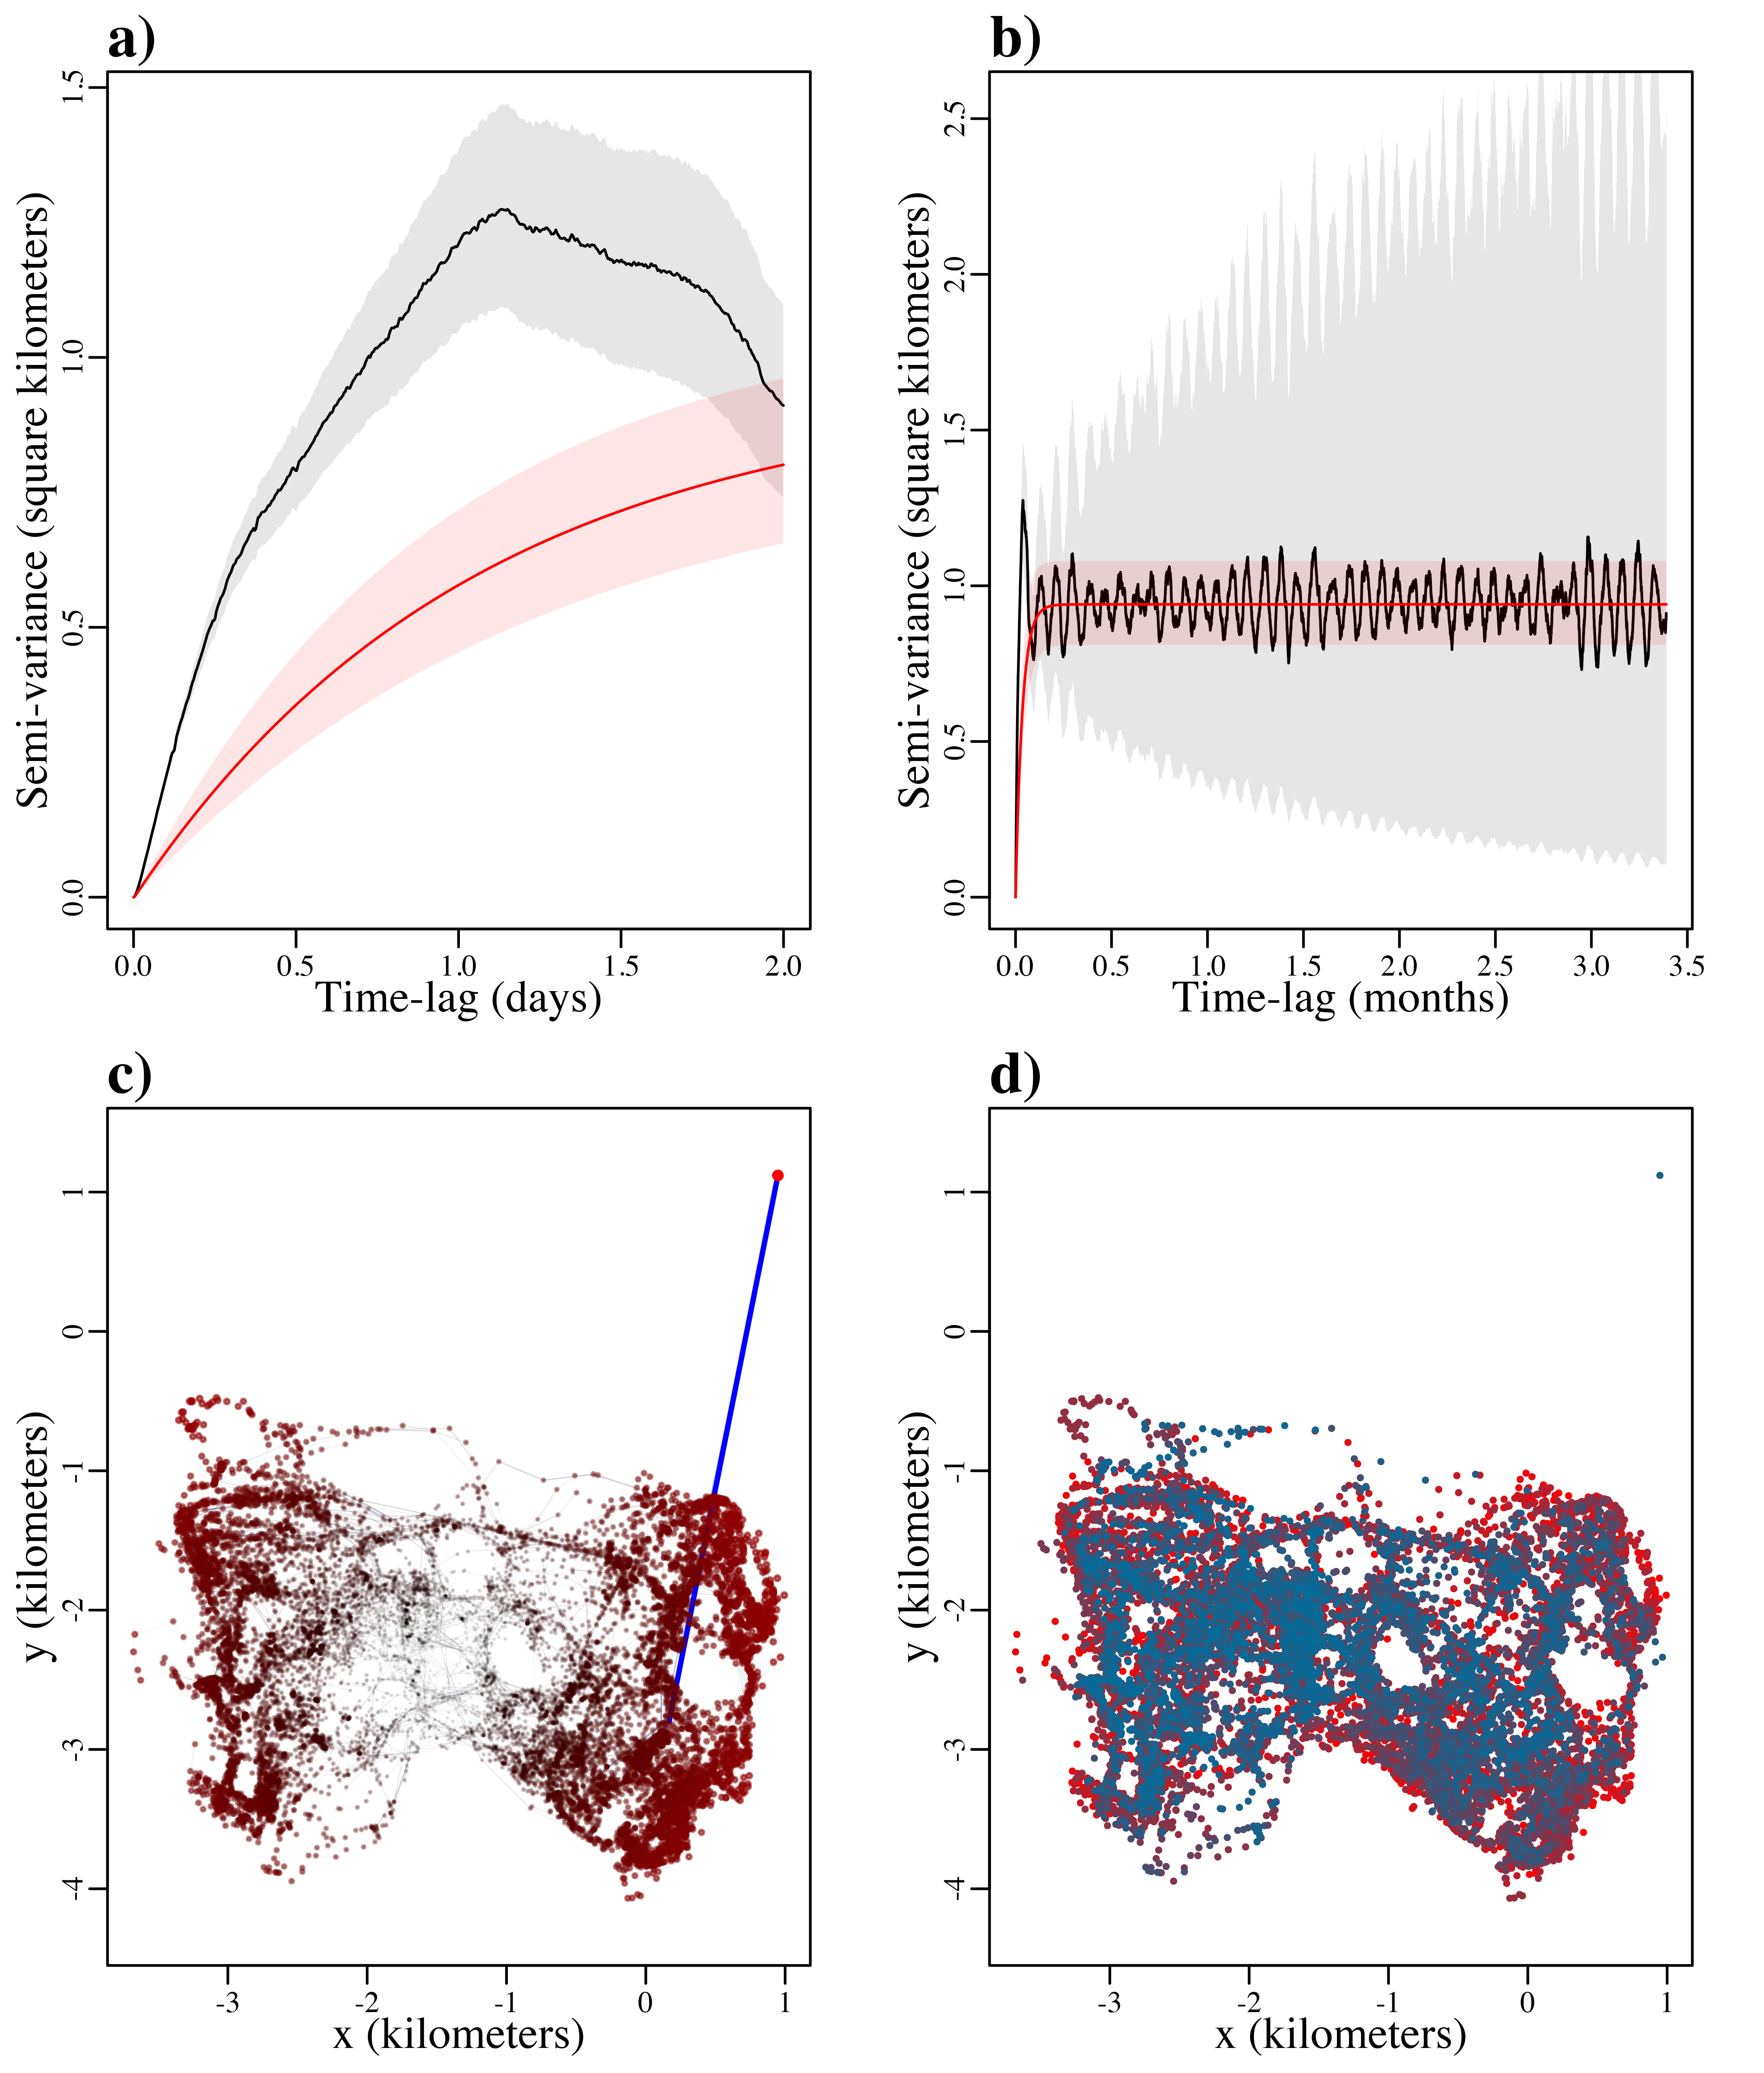 a)
Semi-variance (square kilometers)
1.5
1.0
0.5
0.0
0.0 0.5 1.0 1.5 2.0
Time-lag (days)
b)
Semi-variance (square kilometers)
2.5
2.0
1.5
1.0
0.5
0.0
0.0 0.5 1.0 1.5 2.0 2.5 3.0 3.5
Time-lag (months)
c)
y (kilometers)
1
0
-1
-2
-3
-4
-3 -2 -1 0 1
x (kilometers)
d)
y (kilometers)
1
0
-1
-2
-3
-4
-3 -2 -1 0 1
x (kilometers)